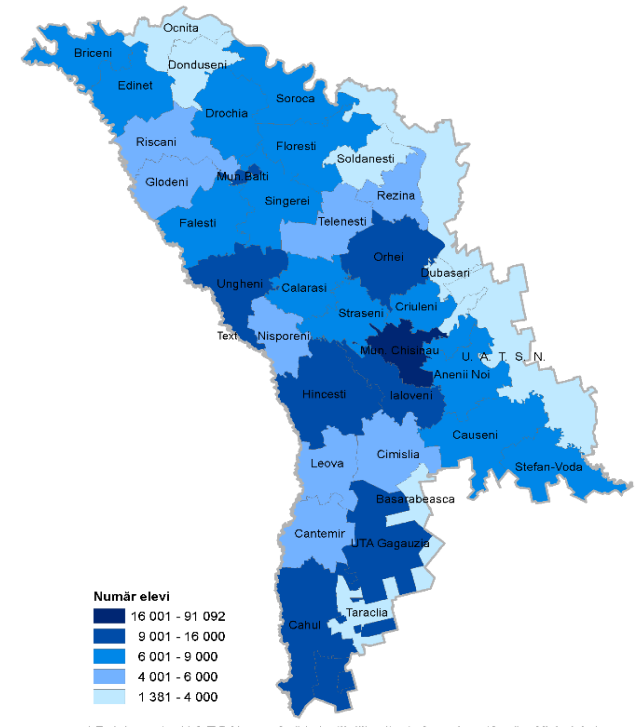 Ocnita
Briceni
Donduseni
Edinet
Soroca
Drochia
Riscani
Floresti
Soldanesti
Glodeni
Mun.Balti
Rezina
Singerei
Falesti
Telenesti
Orhei
Dubasari
Ungheni
Calarasi
Criuleni
Straseni
Text
Nisporeni
Mun. Chisinau
U. A. T. S. N.
Anenii Noi
Hincesti
Ialoveni
Causeni
Cimislia
Leova
Stefan-Voda
Basarabeasca
Cantemir
UTA Gagauzia
Număr elevi
16 001 - 91 092
9 001 - 16 000
6 001 - 9 000
4 001 - 6 000
1 381 - 4 000
Taraclia
Cahul